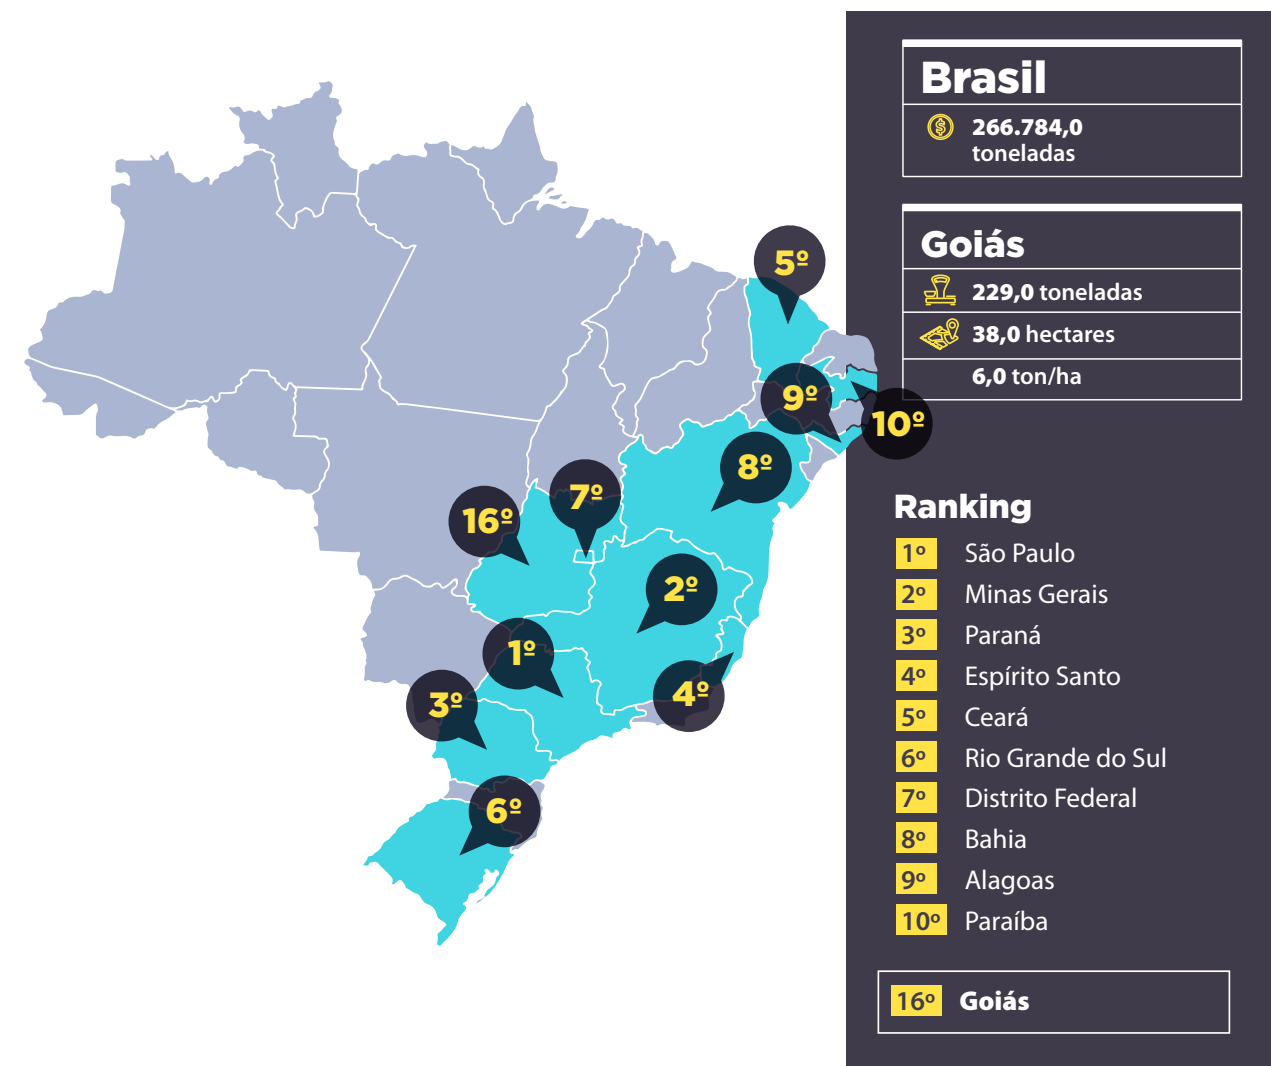 5º
9º
10º
8º
7º
16º
2º
1º
4º
3º
6º
Brasil
266.784,0
toneladas
Goiás
229,0 toneladas
38,0 hectares
6,0 ton/ha
Ranking
1º São Paulo
2º Minas Gerais
3º Paraná
4º Espírito Santo
5º Ceará
6º Rio Grande do Sul
7º Distrito Federal
8º Bahia
9º Alagoas
10º Paraíba
16º Goiás